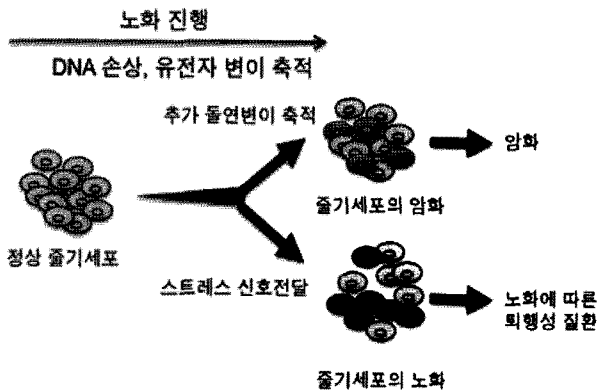 노화 진행
DNA 손상, 유전자 변이 축적
추가 돌연변이 축적
암화
줄기세포의 암화
정상 줄기세포
스트레스 신호전달
노화에 따른
퇴행성 질환
줄기세포의 노화